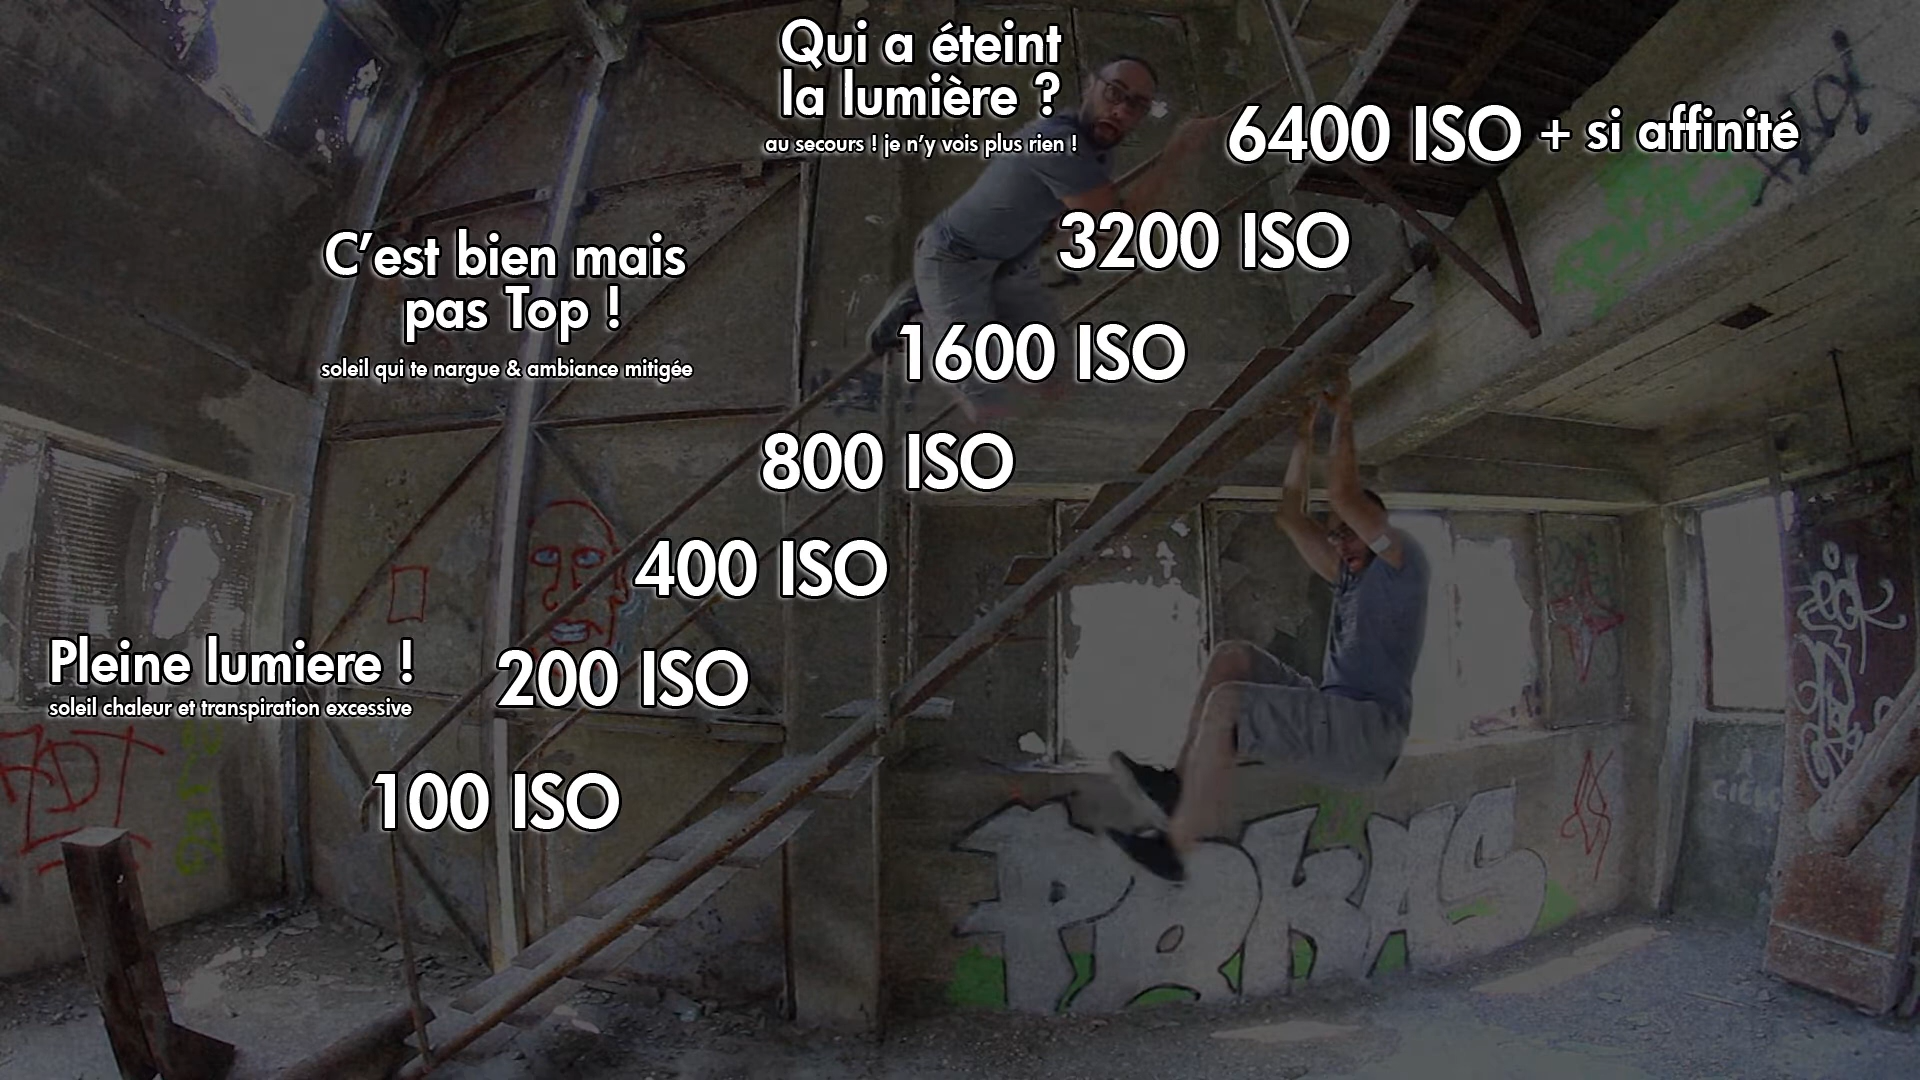 Qui a éteint
la lumière ?
au secours ! je n'y vois plus rien !
6400 ISO + si affinité
3200 ISO
C'est bien mais
pas Top !
soleil qui te nargue & ambiance mitigée
1600 ISO
800 ISO
400 ISO
Pleine lumiere !
soleil chaleur et transpiration excessive
200 ISO
100 ISO